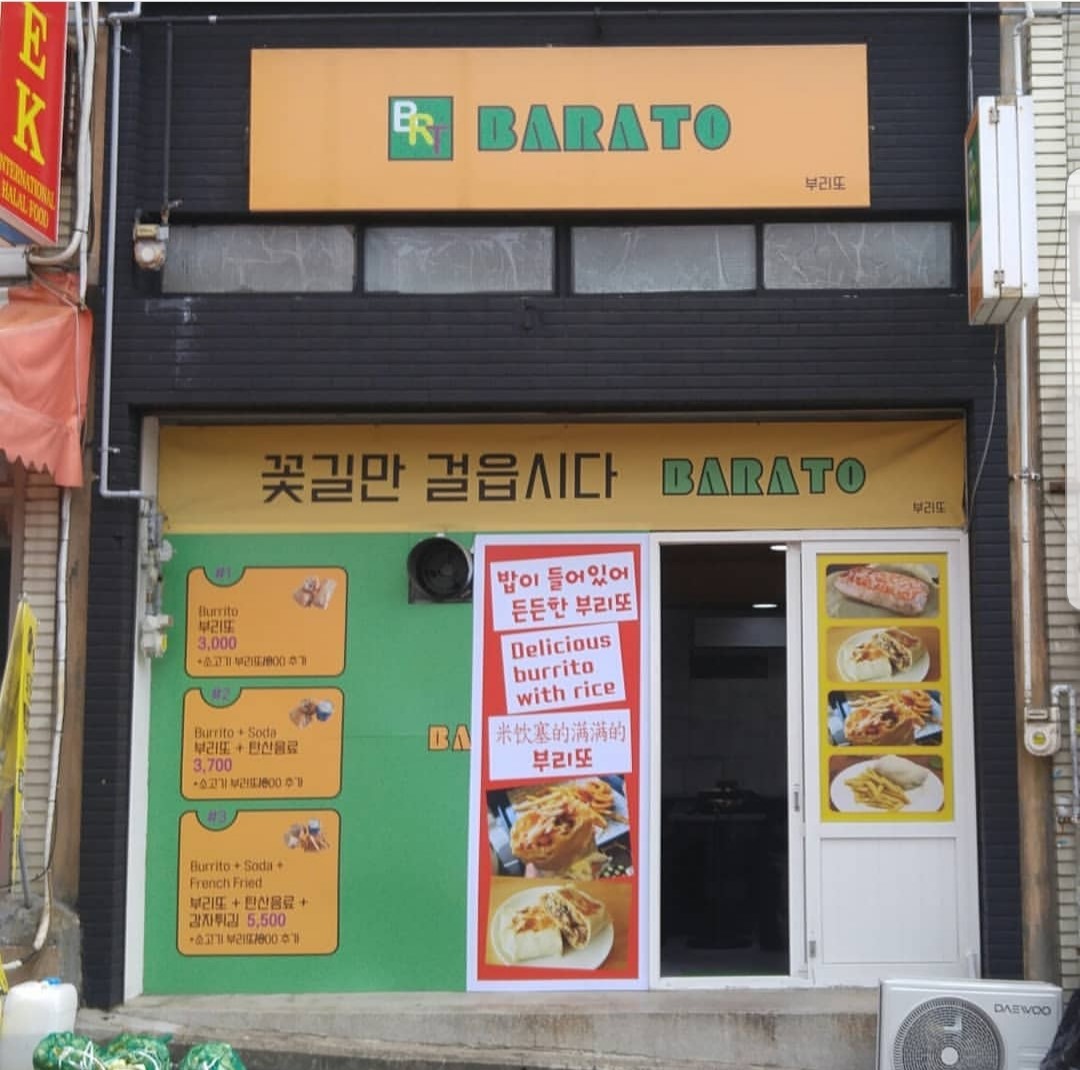 EK
INTERNATIONAL
HALAL FOOD
BRT BARATO
부리또
꽃길만 걸읍시다 BARATO
부리또
#1
Burrito
부리또
3,000
#2
Burrito + Soda
부리또 + 탄산음료
3,700
#3
Burrito + Soda +
French Fried
부리또 + 탄산음료 +
감자튀김 5,500
BA
밥이 들어있어
든든한 부리또
Delicious
burrito
with rice
米饮塞的满满的
부리또
DAEWOO